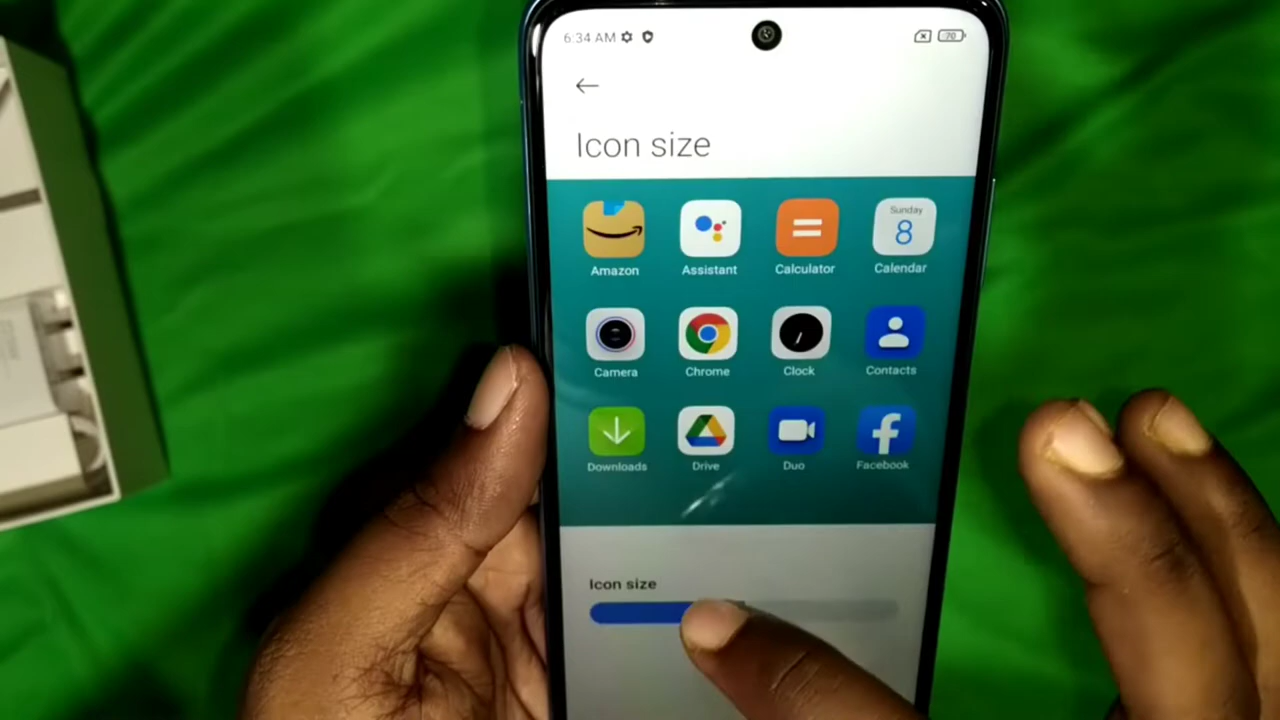 6:34 AM 70
Icon size
Sunday
8
Amazon Assistant Calculator Calendar
Camera Chrome Clock Contacts
Downloads Drive Duo Facebook
Icon size